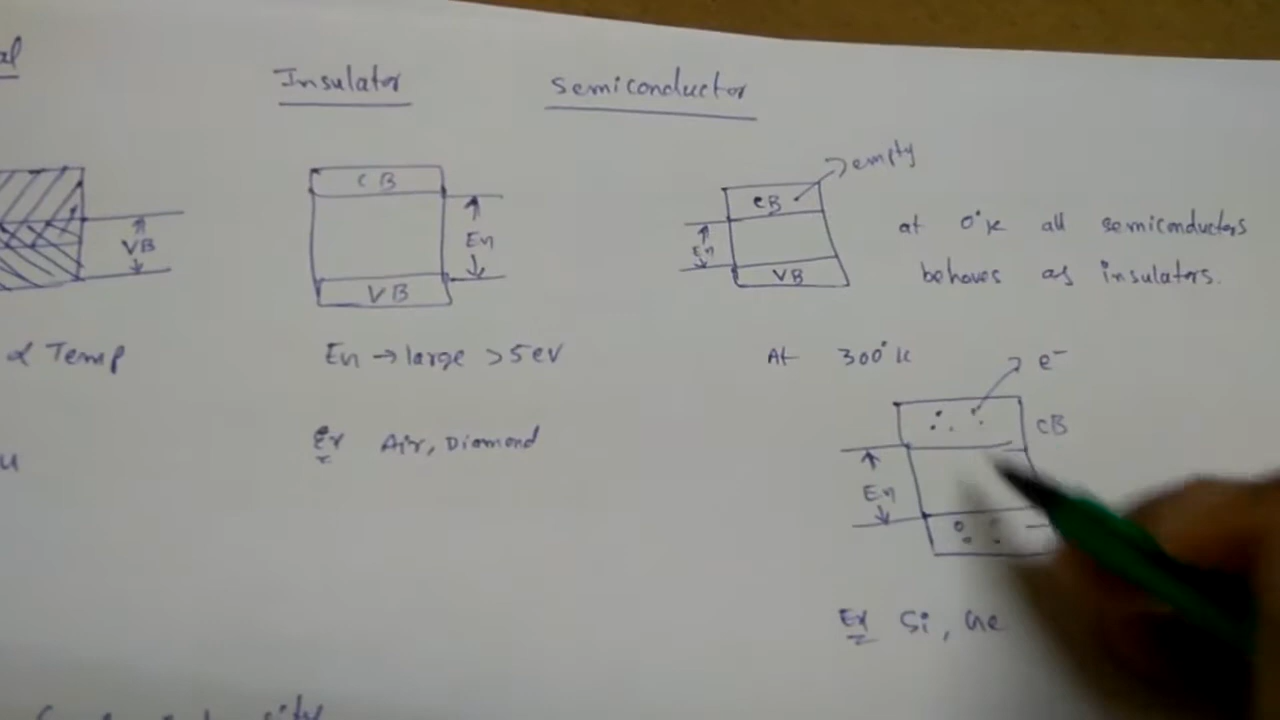 al
Insulator
Semiconductor
VB
CB
En
VB
CB
empty
En
VB
at 0°K all semiconductors
behaves as insulators.
α Temp
En → large >5ev
Ex Air, Diamond
At 300°K
e⁻
CB
En
Ex Si, Ge